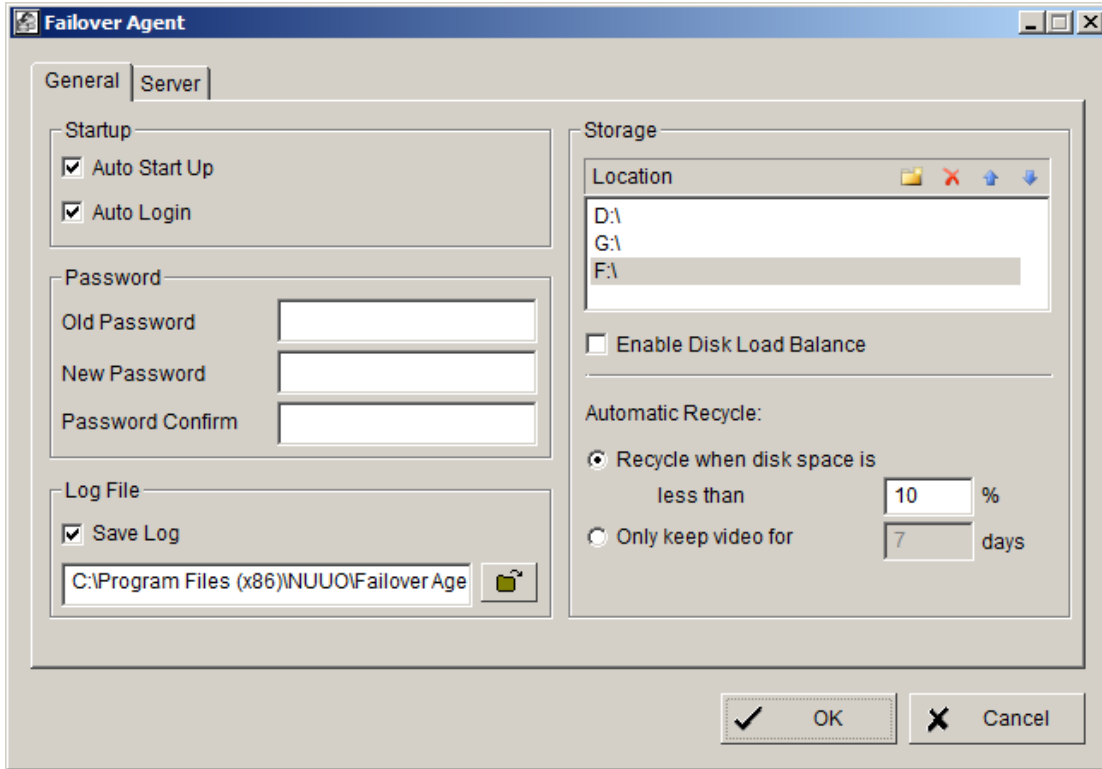 Failover Agent
General
Server
Startup
Auto Start Up
Auto Login
Password
Old Password
New Password
Password Confirm
Log File
Save Log
C:\Program Files (x86)\NUUO\Failover Age
Storage
Location
D:\
G:\
F:\
Enable Disk Load Balance
Automatic Recycle:
Recycle when disk space is
less than 10 %
Only keep video for 7 days
OK
Cancel